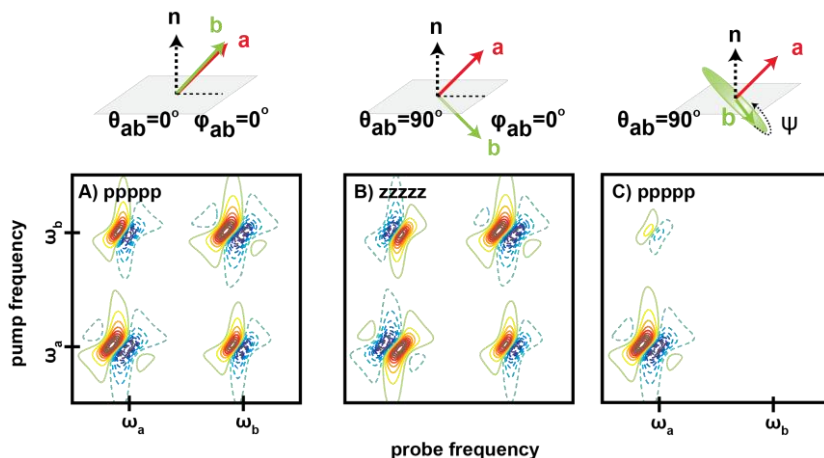 n
b
a
θab=0° φab=0°
n
a
b
θab=90° φab=0°
n
a
b
ψ
θab=90°
A) ppppp
B) zzzzz
C) ppppp
pump frequency
ωb
ωa
ωa
ωb
ωa
ωb
probe frequency